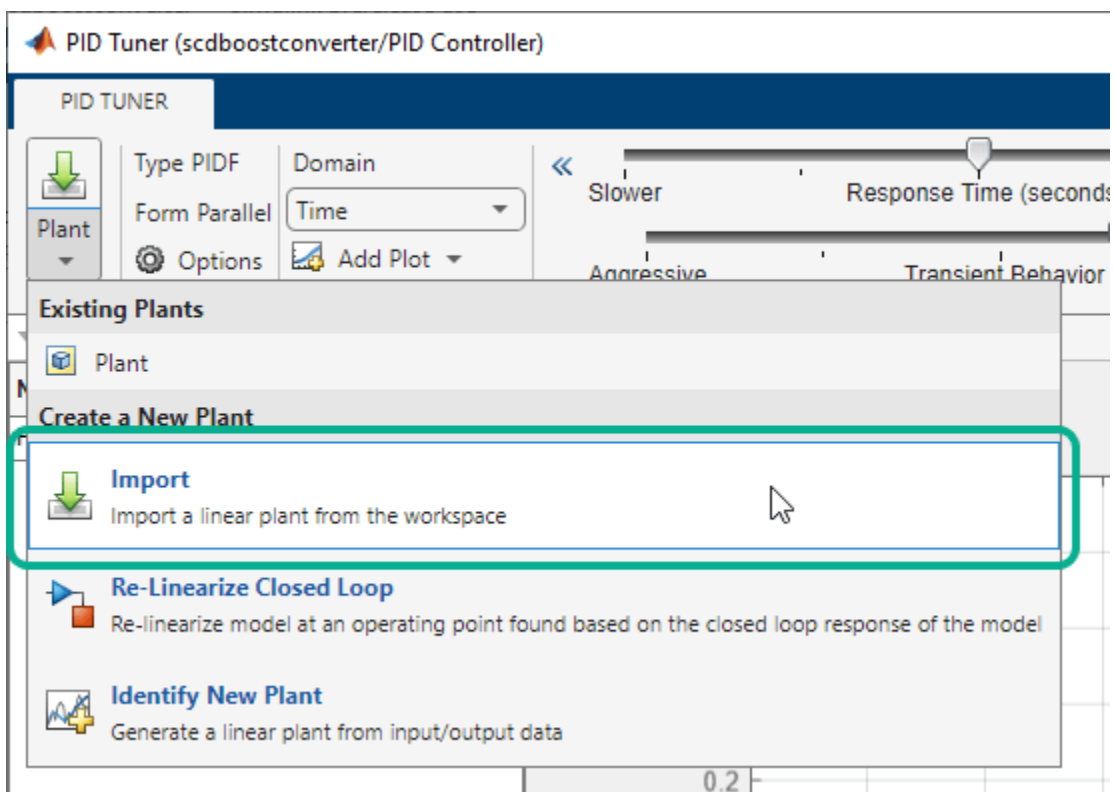 PID Tuner (scdboostconverter/PID Controller)
PID TUNER
Plant
Type PIDF
Form Parallel
Options
Domain
Time
Add Plot
Slower
Response Time (seconds
Aggressive
Transient Behavior
Existing Plants
Plant
Create a New Plant
Import
Import a linear plant from the workspace
Re-Linearize Closed Loop
Re-linearize model at an operating point found based on the closed loop response of the model
Identify New Plant
Generate a linear plant from input/output data
0.2